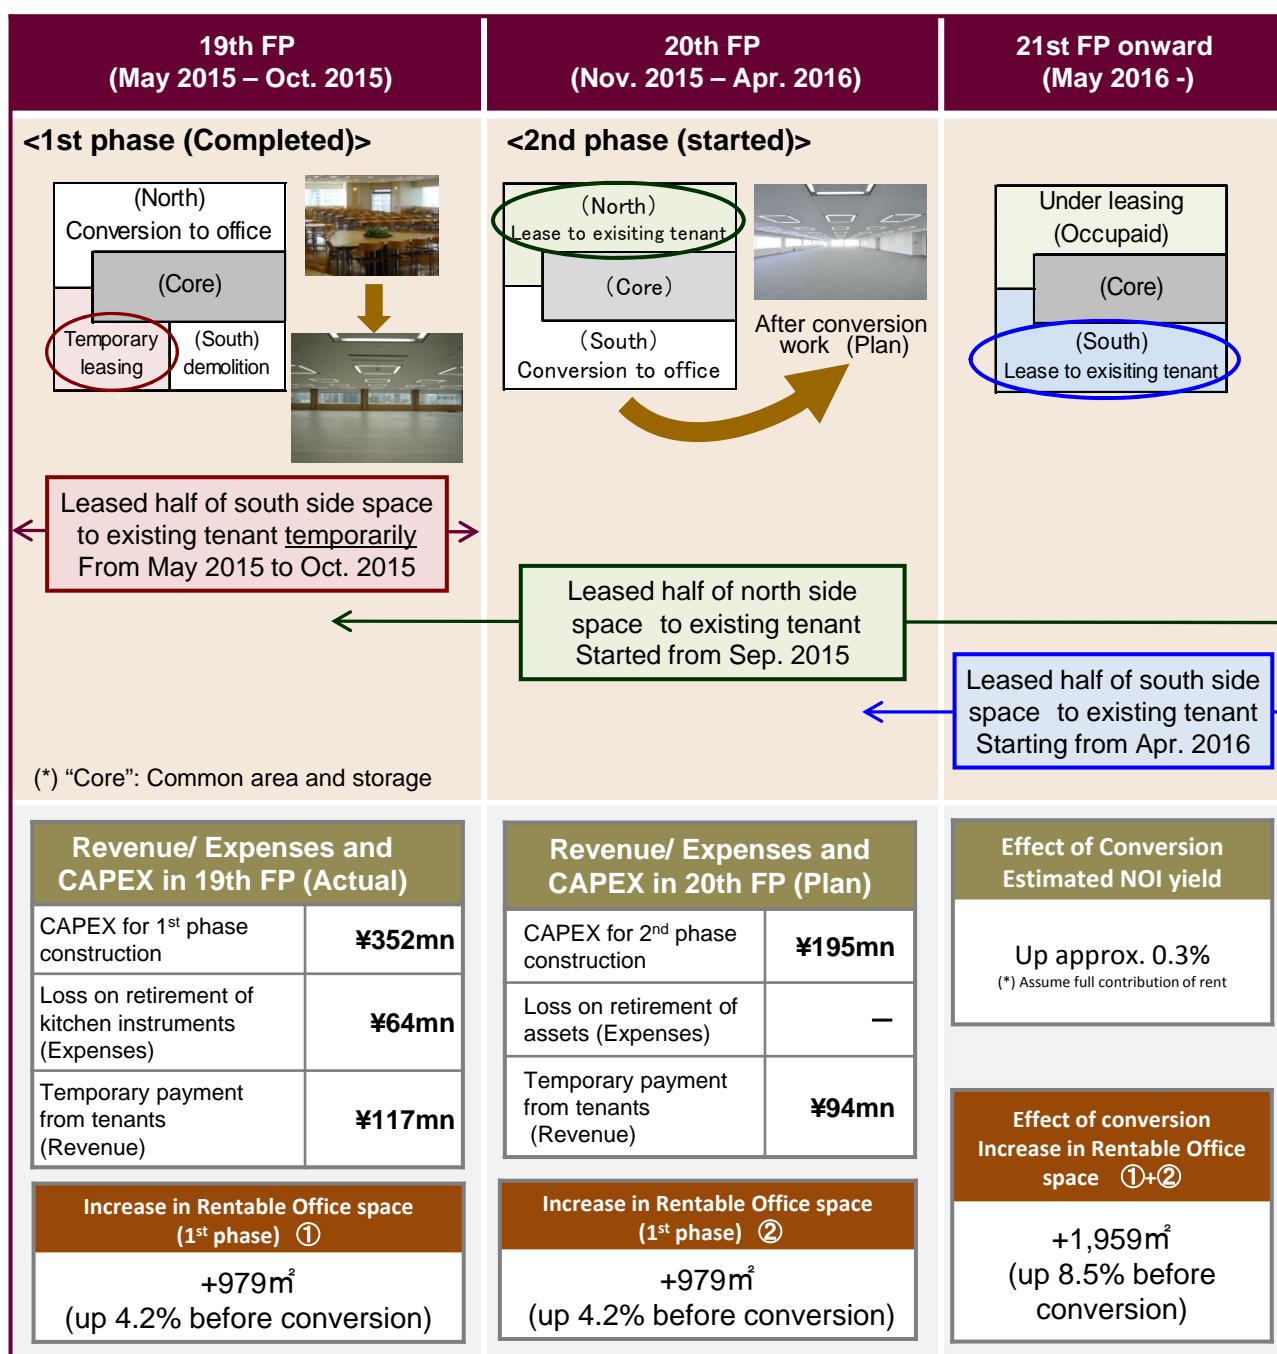 19th FP
(May 2015 – Oct. 2015)
20th FP
(Nov. 2015 – Apr. 2016)
21st FP onward
(May 2016 -)
<1st phase (Completed)>
(North)
Conversion to office
(Core)
Temporary
leasing
(South)
demolition
<2nd phase (started)>
(North)
Lease to exisiting tenant
(Core)
(South)
Conversion to office
After conversion
work (Plan)
Under leasing
(Occupaid)
(Core)
(South)
Lease to exisiting tenant
Leased half of south side space
to existing tenant temporarily
From May 2015 to Oct. 2015
Leased half of north side
space to existing tenant
Started from Sep. 2015
Leased half of south side
space to existing tenant
Starting from Apr. 2016
(*) “Core”: Common area and storage
Revenue/ Expenses and
CAPEX in 19th FP (Actual)
CAPEX for 1st phase
construction
¥352mn
Loss on retirement of
kitchen instruments
(Expenses)
¥64mn
Temporary payment
from tenants
(Revenue)
¥117mn
Increase in Rentable Office space
(1st phase) ①
+979㎡
(up 4.2% before conversion)
Revenue/ Expenses and
CAPEX in 20th FP (Plan)
CAPEX for 2nd phase
construction
¥195mn
Loss on retirement of
assets (Expenses)
—
Temporary payment
from tenants
(Revenue)
¥94mn
Increase in Rentable Office space
(1st phase) ②
+979㎡
(up 4.2% before conversion)
Effect of Conversion
Estimated NOI yield
Up approx. 0.3%
(*) Assume full contribution of rent
Effect of conversion
Increase in Rentable Office
space ①+②
+1,959㎡
(up 8.5% before
conversion)